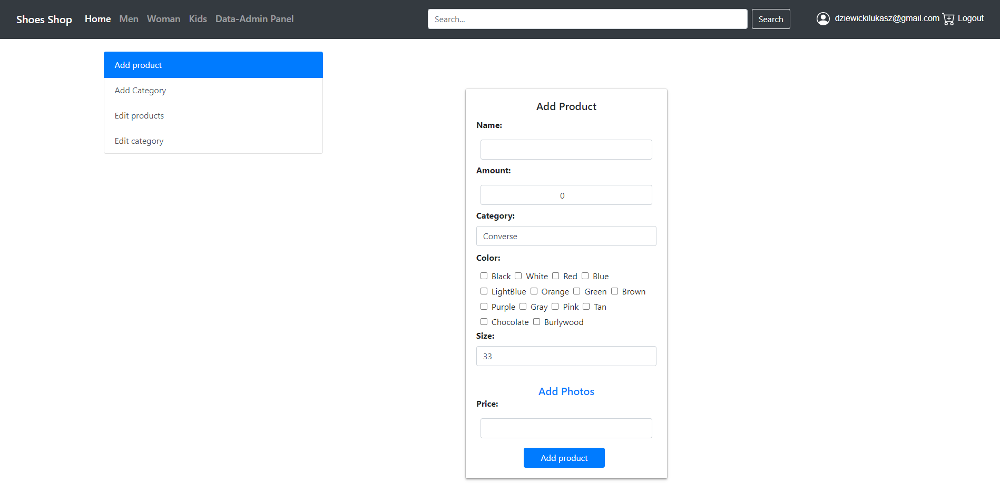 Shoes Shop Home Men Woman Kids Data-Admin Panel Search... Search dziewickilukasz@gmail.com Logout
Add product
Add Category
Edit products
Edit category
Add Product
Name:
Amount:
0
Category:
Converse
Color:
Black White Red Blue
LightBlue Orange Green Brown
Purple Gray Pink Tan
Chocolate Burlywood
Size:
33
Add Photos
Price:
Add product